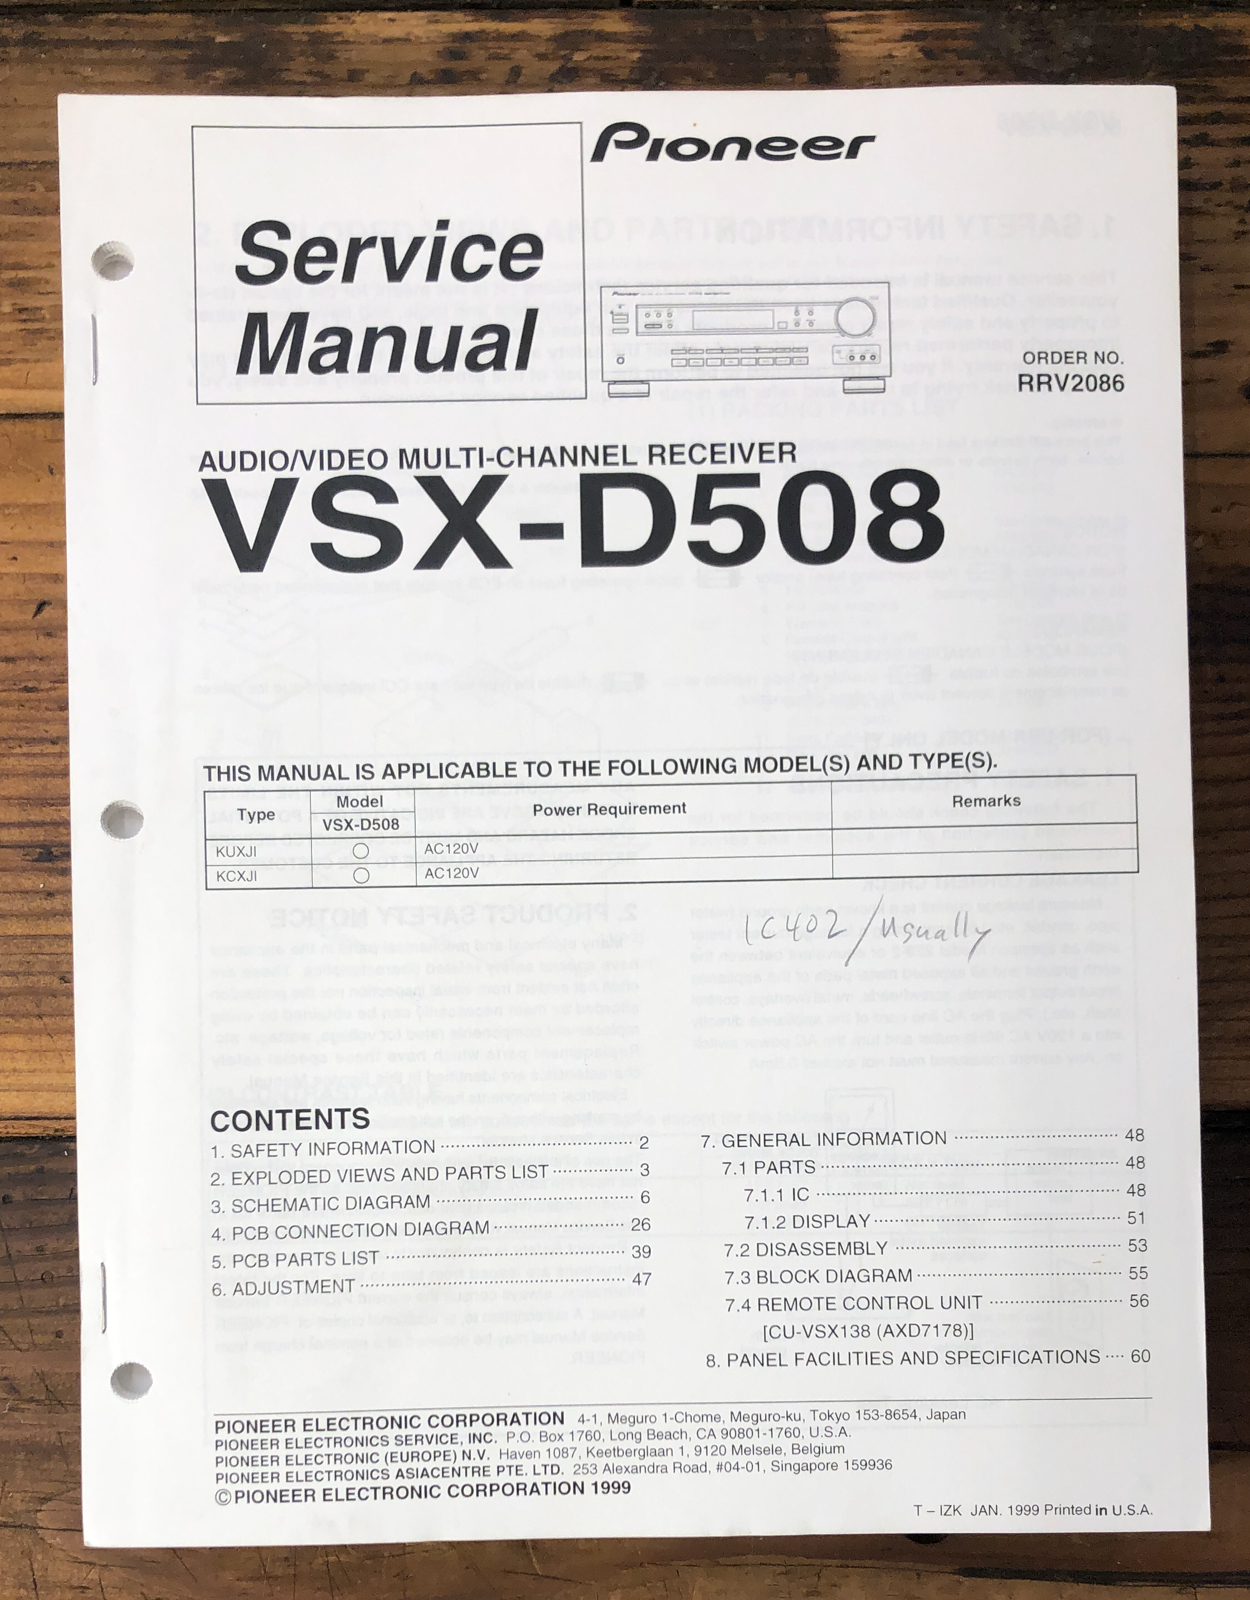 Pioneer
Service
Manual
ORDER NO.
RRV2086
AUDIO/VIDEO MULTI-CHANNEL RECEIVER
VSX-D508
THIS MANUAL IS APPLICABLE TO THE FOLLOWING MODEL(S) AND TYPE(S).
Type Model Power Requirement Remarks
VSX-D508
KUXJI ○ AC120V
KCXJI ○ AC120V
IC402/usually
CONTENTS
1. SAFETY INFORMATION 2
2. EXPLODED VIEWS AND PARTS LIST 3
3. SCHEMATIC DIAGRAM 6
4. PCB CONNECTION DIAGRAM 26
5. PCB PARTS LIST 39
6. ADJUSTMENT 47
7. GENERAL INFORMATION 48
7.1 PARTS 48
7.1.1 IC 48
7.1.2 DISPLAY 51
7.2 DISASSEMBLY 53
7.3 BLOCK DIAGRAM 55
7.4 REMOTE CONTROL UNIT 56
[CU-VSX138 (AXD7178)]
8. PANEL FACILITIES AND SPECIFICATIONS 60
PIONEER ELECTRONIC CORPORATION 4-1, Meguro 1-Chome, Meguro-ku, Tokyo 153-8654, Japan
PIONEER ELECTRONICS SERVICE, INC. P.O. Box 1760, Long Beach, CA 90801-1760, U.S.A.
PIONEER ELECTRONIC (EUROPE) N.V. Haven 1087, Keetberglaan 1, 9120 Melsele, Belgium
PIONEER ELECTRONICS ASIACENTRE PTE. LTD. 253 Alexandra Road, #04-01, Singapore 159936
©PIONEER ELECTRONIC CORPORATION 1999
T – IZK JAN. 1999 Printed in U.S.A.